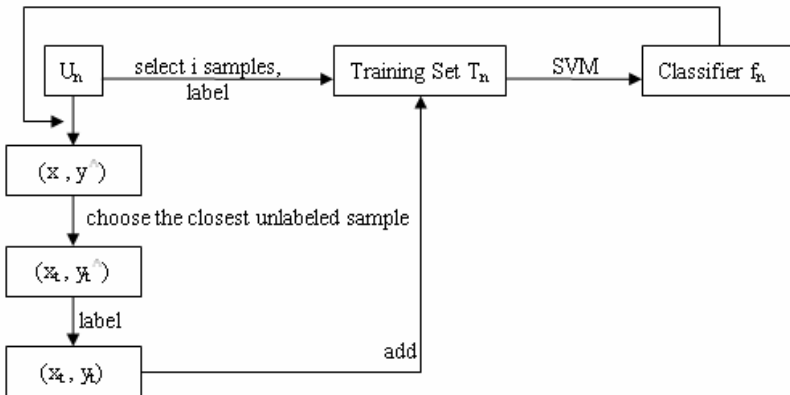 Uₙ
select i samples,
label
Training Set Tₙ
SVM
Classifier fₙ
(x , y^)
choose the closest unlabeled sample
(xₜ, yₜ^)
label
(xₜ, yₜ)
add